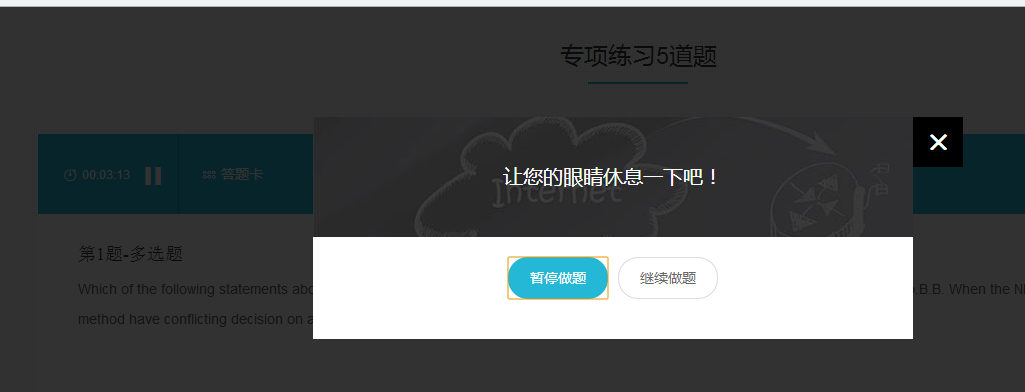 专项练习5道题
00:03:13
答题卡
让您的眼睛休息一下吧！
Internet
暂停做题
继续做题
第1题-多选题
Which of the following statements abo
o.B.B. When the NI
method have conflicting decision on a